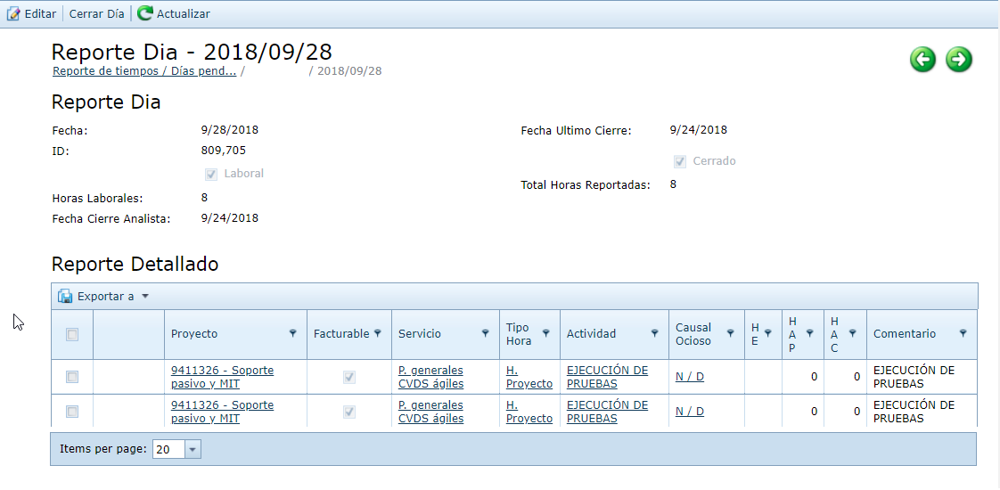 Editar Cerrar Día Actualizar
Reporte Dia - 2018/09/28
Reporte de tiempos / Días pend... / / 2018/09/28
Reporte Dia
Fecha: 9/28/2018 Fecha Ultimo Cierre: 9/24/2018
ID: 809,705
Laboral Cerrado
Horas Laborales: 8 Total Horas Reportadas: 8
Fecha Cierre Analista: 9/24/2018
Reporte Detallado
Exportar a
Proyecto Facturable Servicio Tipo Hora Actividad Causal Ocioso H E H A P H A C Comentario
9411326 - Soporte P. generales H. EJECUCIÓN DE N / D 0 0 EJECUCIÓN DE
pasivo y MIT CVDS ágiles Proyecto PRUEBAS PRUEBAS
9411326 - Soporte P. generales H. EJECUCIÓN DE N / D 0 0 EJECUCIÓN DE
pasivo y MIT CVDS ágiles Proyecto PRUEBAS PRUEBAS
Items per page: 20